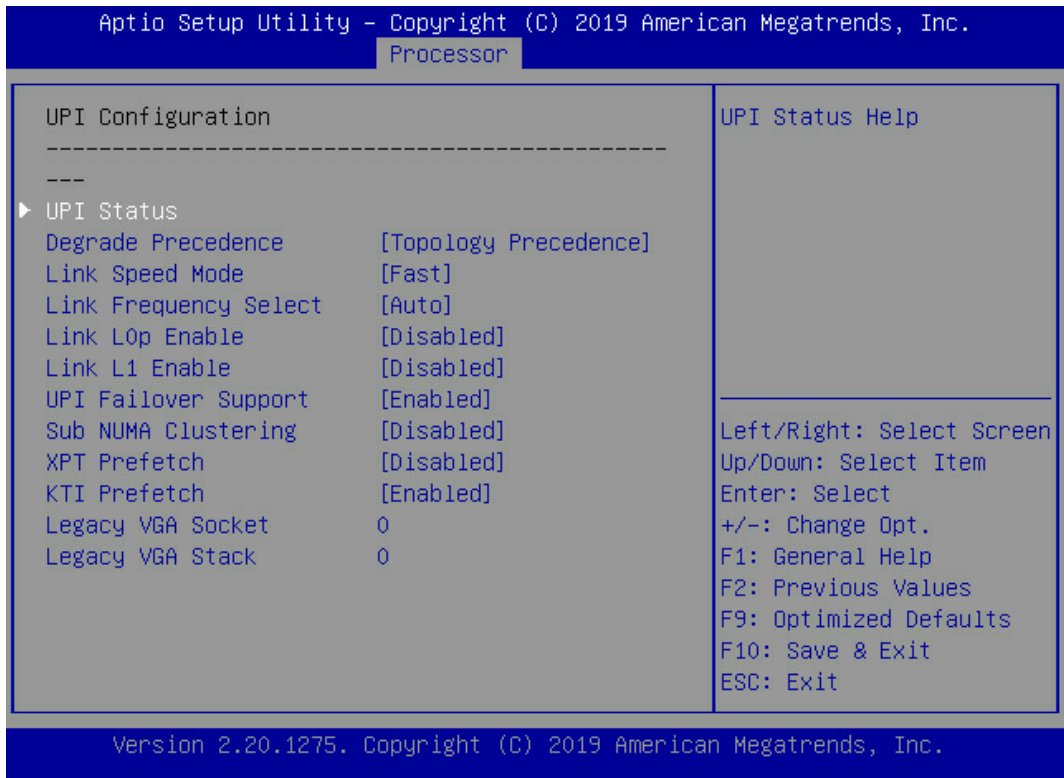 Aptio Setup Utility – Copyright (C) 2019 American Megatrends, Inc.
Processor
UPI Configuration
-----------------------------------------------
---
UPI Status
Degrade Precedence [Topology Precedence]
Link Speed Mode [Fast]
Link Frequency Select [Auto]
Link L0p Enable [Disabled]
Link L1 Enable [Disabled]
UPI Failover Support [Enabled]
Sub NUMA Clustering [Disabled]
XPT Prefetch [Disabled]
KTI Prefetch [Enabled]
Legacy VGA Socket 0
Legacy VGA Stack 0
UPI Status Help
Left/Right: Select Screen
Up/Down: Select Item
Enter: Select
+/-: Change Opt.
F1: General Help
F2: Previous Values
F9: Optimized Defaults
F10: Save & Exit
ESC: Exit
Version 2.20.1275. Copyright (C) 2019 American Megatrends, Inc.